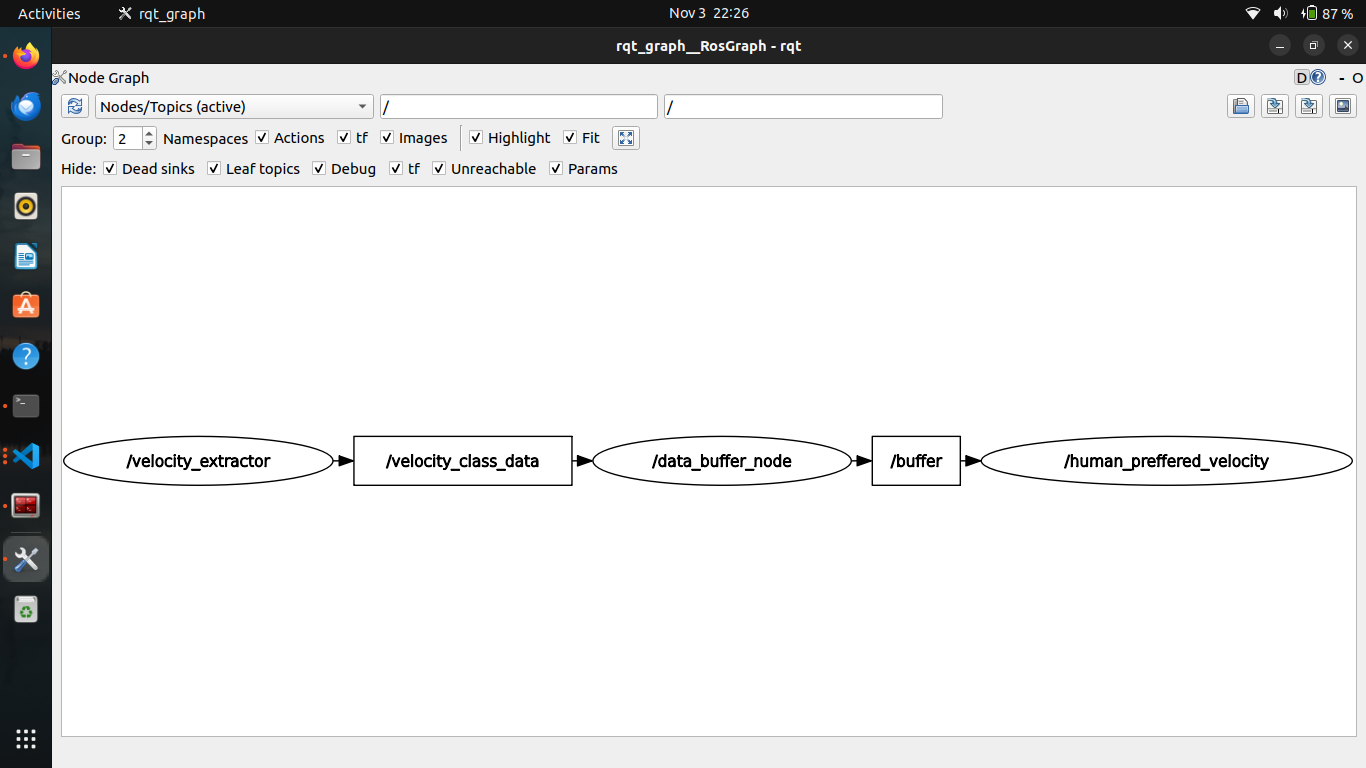 Activities rqt_graph Nov 3 22:26 87 %
rqt_graph__RosGraph - rqt
Node Graph D ? - O
Nodes/Topics (active) / /
Group: 2 Namespaces Actions tf Images Highlight Fit
Hide: Dead sinks Leaf topics Debug tf Unreachable Params
/velocity_extractor /velocity_class_data /data_buffer_node /buffer /human_preffered_velocity